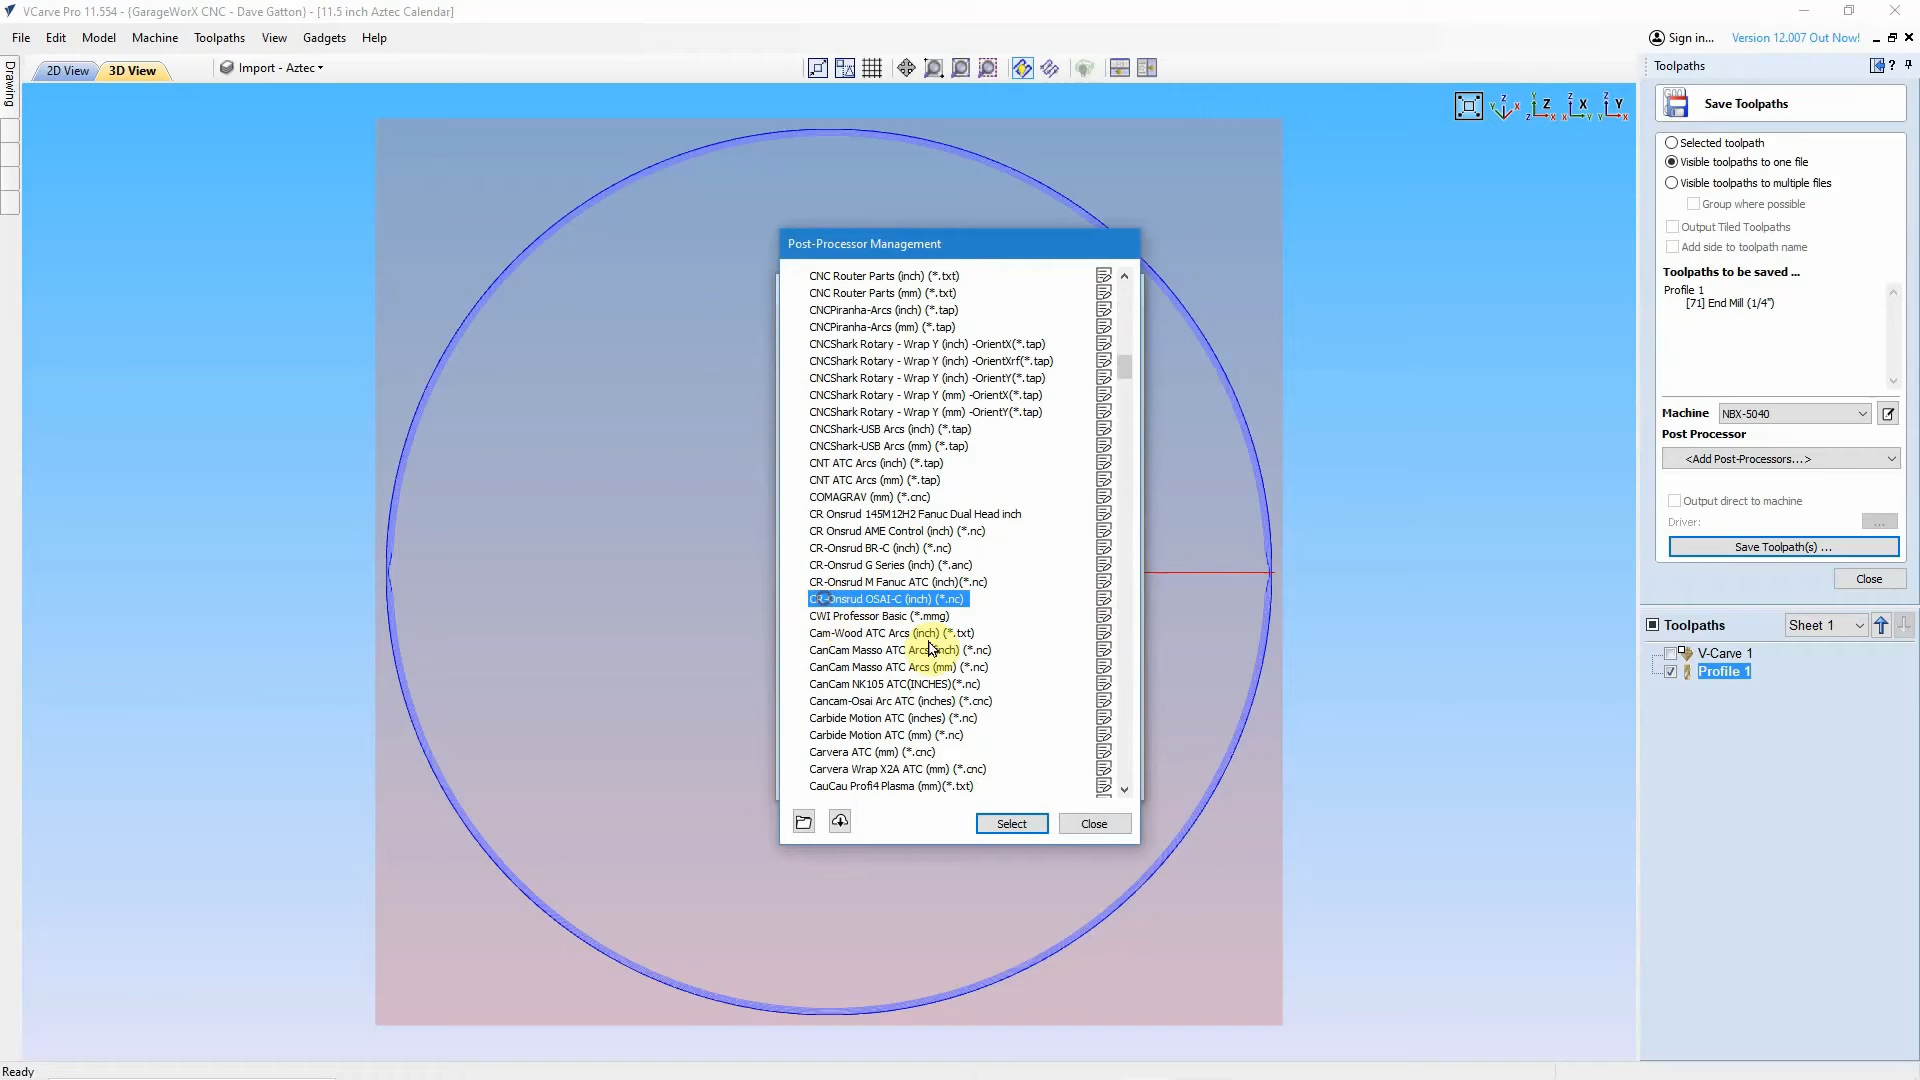 VCarve Pro 11.554 - {GarageWorX CNC - Dave Gatton} - [11.5 inch Aztec Calendar]
File Edit Model Machine Toolpaths View Gadgets Help
Sign in... Version 12.007 Out Now!
Drawing
2D View 3D View Import - Aztec
Toolpaths
Save Toolpaths
Selected toolpath
Visible toolpaths to one file
Visible toolpaths to multiple files
Group where possible
Output Tiled Toolpaths
Add side to toolpath name
Toolpaths to be saved ...
Profile 1
[71] End Mill (1/4")
Machine NBX-5040
Post Processor
<Add Post-Processors...>
Output direct to machine
Driver: ...
Save Toolpath(s) ...
Close
Toolpaths Sheet 1
V-Carve 1
Profile 1
Post-Processor Management
CNC Router Parts (inch) (*.txt)
CNC Router Parts (mm) (*.txt)
CNCPiranha-Arcs (inch) (*.tap)
CNCPiranha-Arcs (mm) (*.tap)
CNCShark Rotary - Wrap Y (inch) -OrientX(*.tap)
CNCShark Rotary - Wrap Y (inch) -OrientXrf(*.tap)
CNCShark Rotary - Wrap Y (inch) -OrientY(*.tap)
CNCShark Rotary - Wrap Y (mm) -OrientX(*.tap)
CNCShark Rotary - Wrap Y (mm) -OrientY(*.tap)
CNCShark-USB Arcs (inch) (*.tap)
CNCShark-USB Arcs (mm) (*.tap)
CNT ATC Arcs (inch) (*.tap)
CNT ATC Arcs (mm) (*.tap)
COMAGRAV (mm) (*.cnc)
CR Onsrud 145M12H2 Fanuc Dual Head inch
CR Onsrud AME Control (inch) (*.nc)
CR-Onsrud BR-C (inch) (*.nc)
CR-Onsrud G Series (inch) (*.anc)
CR-Onsrud M Fanuc ATC (inch)(*.nc)
CR-Onsrud OSAI-C (inch) (*.nc)
CWI Professor Basic (*.mmg)
Cam-Wood ATC Arcs (inch) (*.txt)
CanCam Masso ATC Arcs (inch) (*.nc)
CanCam Masso ATC Arcs (mm) (*.nc)
CanCam NK105 ATC(INCHES)(*.nc)
Cancam-Osai Arc ATC (inches) (*.cnc)
Carbide Motion ATC (inches) (*.nc)
Carbide Motion ATC (mm) (*.nc)
Carvera ATC (mm) (*.cnc)
Carvera Wrap X2A ATC (mm) (*.cnc)
CauCau Profi4 Plasma (mm)(*.txt)
Select Close
Ready